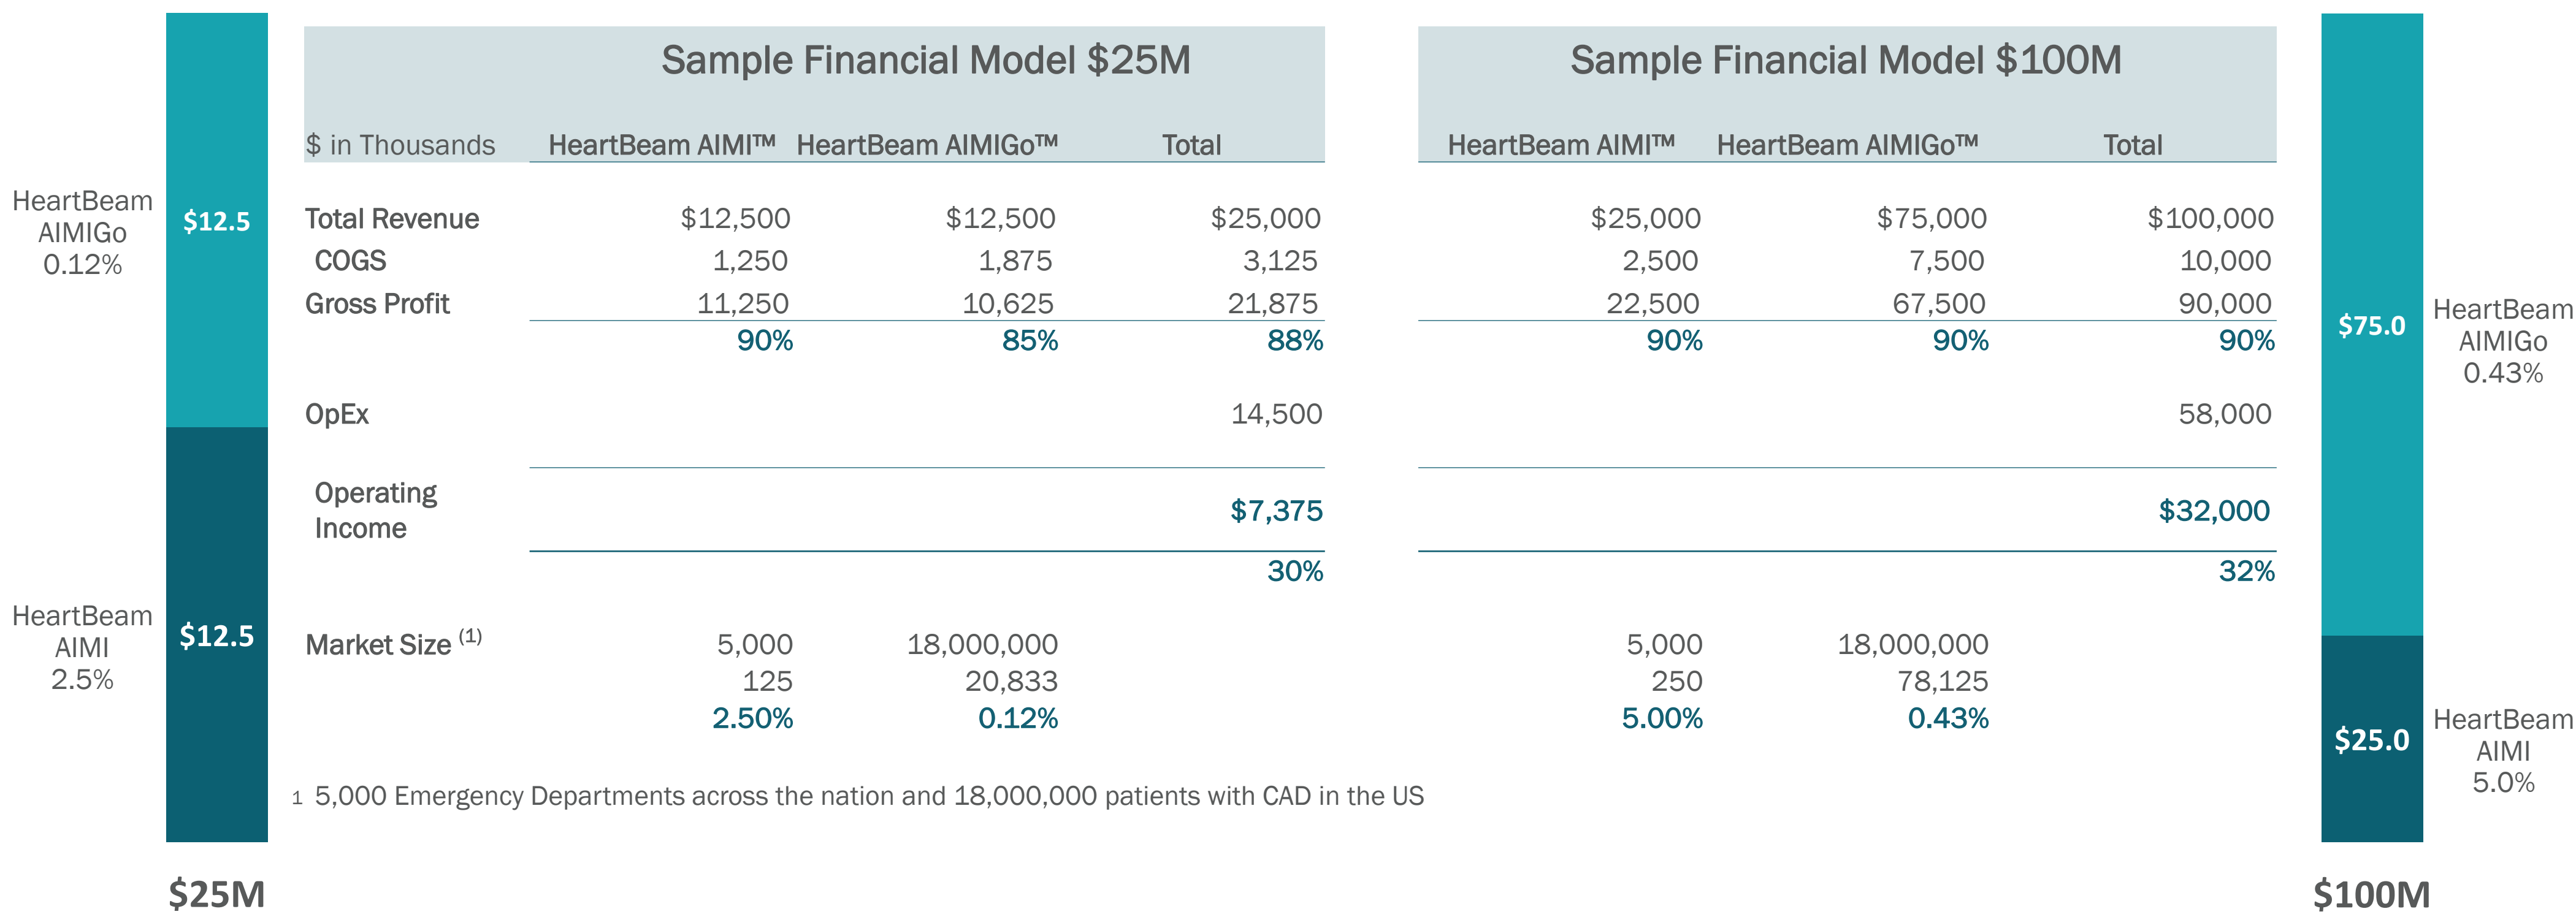 HeartBeam
AIMIGo
0.12%
$12.5
HeartBeam
AIMI
2.5%
$12.5
$25M
Sample Financial Model $25M
$ in Thousands HeartBeam AIMI™ HeartBeam AIMIGo™ Total
Total Revenue $12,500 $12,500 $25,000
COGS 1,250 1,875 3,125
Gross Profit 11,250 10,625 21,875
90% 85% 88%
OpEx 14,500
Operating
Income $7,375
30%
Market Size (1) 5,000 18,000,000
125 20,833
2.50% 0.12%
Sample Financial Model $100M
HeartBeam AIMI™ HeartBeam AIMIGo™ Total
$25,000 $75,000 $100,000
2,500 7,500 10,000
22,500 67,500 90,000
90% 90% 90%
58,000
$32,000
32%
5,000 18,000,000
250 78,125
5.00% 0.43%
1 5,000 Emergency Departments across the nation and 18,000,000 patients with CAD in the US
$75.0
HeartBeam
AIMIGo
0.43%
$25.0
HeartBeam
AIMI
5.0%
$100M